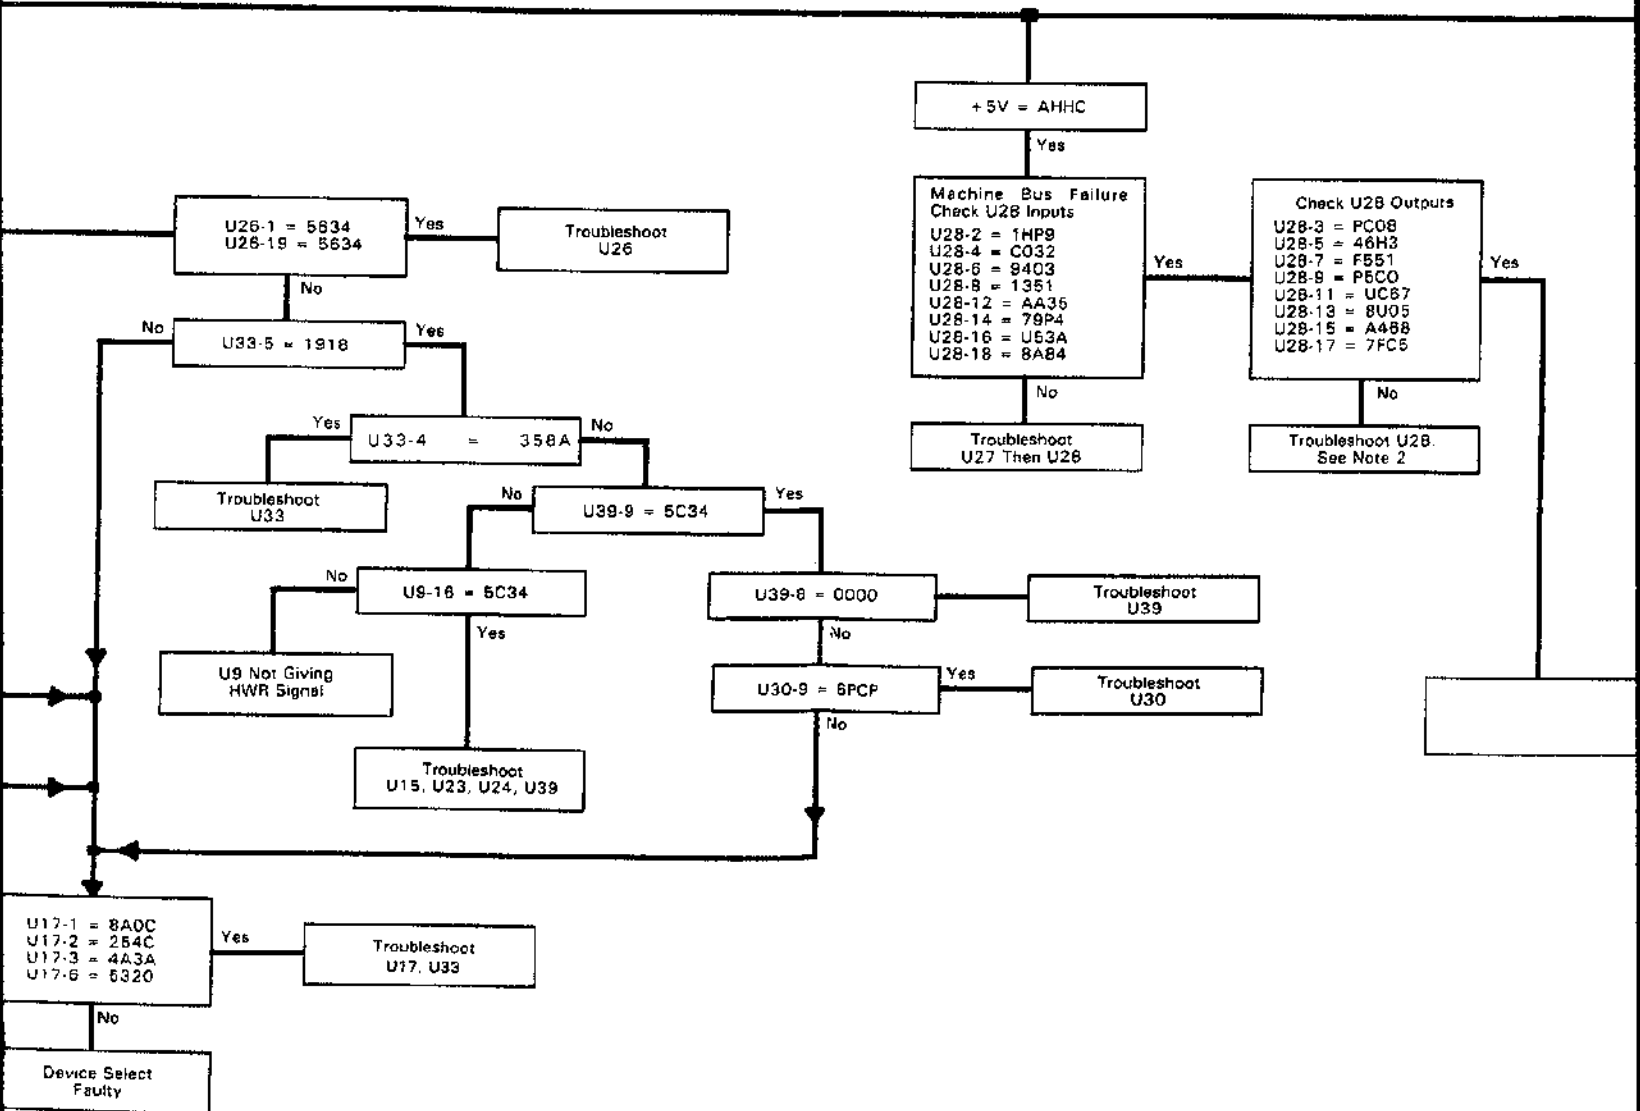 +5V = AHHC
Yes
Machine Bus Failure
Check U28 Inputs
U28-2 = 1HP9
U28-4 = C032
U28-6 = 9403
U28-8 = 1351
U28-12 = AA35
U28-14 = 79P4
U28-16 = U53A
U28-18 = 8A84
Yes
No
Troubleshoot
U27 Then U28
Check U28 Outputs
U28-3 = PC08
U28-5 = 46H3
U28-7 = F551
U28-9 = P5CO
U28-11 = UC67
U28-13 = 8U05
U28-15 = A468
U28-17 = 7FC5
Yes
No
Troubleshoot U28.
See Note 2
U26-1 = 5634
U26-19 = 5634
Yes
Troubleshoot
U26
No
No
U33-5 = 1918
Yes
Yes
U33-4 = 358A
No
Troubleshoot
U33
No
U39-9 = 5C34
Yes
No
U9-16 = 5C34
Yes
U39-8 = 0000
Troubleshoot
U39
No
U9 Not Giving
HWR Signal
U30-9 = 6PCP
Yes
Troubleshoot
U30
No
Troubleshoot
U15, U23, U24, U39
U17-1 = 8A0C
U17-2 = 254C
U17-3 = 4A3A
U17-6 = 5320
Yes
Troubleshoot
U17, U33
No
Device Select
Faulty